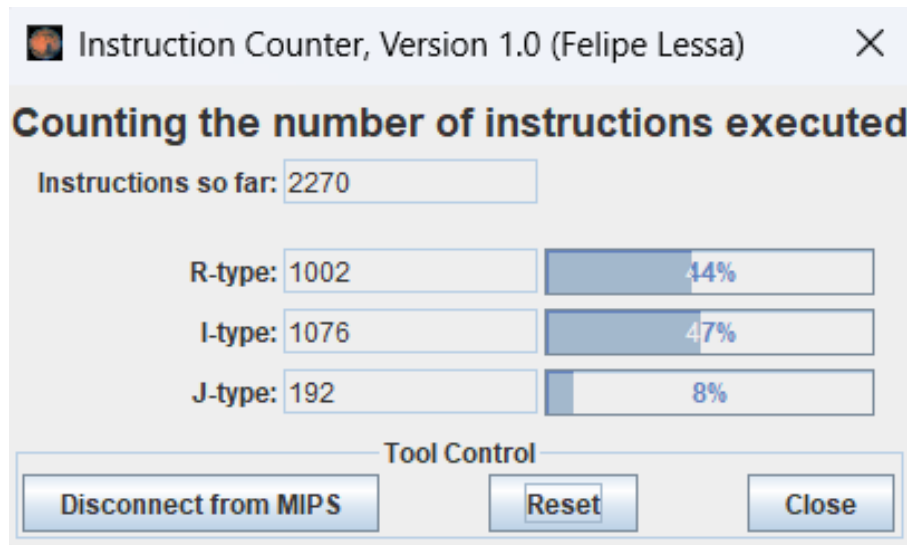 Instruction Counter, Version 1.0 (Felipe Lessa)
Counting the number of instructions executed
Instructions so far: 2270
R-type: 1002 44%
I-type: 1076 47%
J-type: 192 8%
Tool Control
Disconnect from MIPS Reset Close